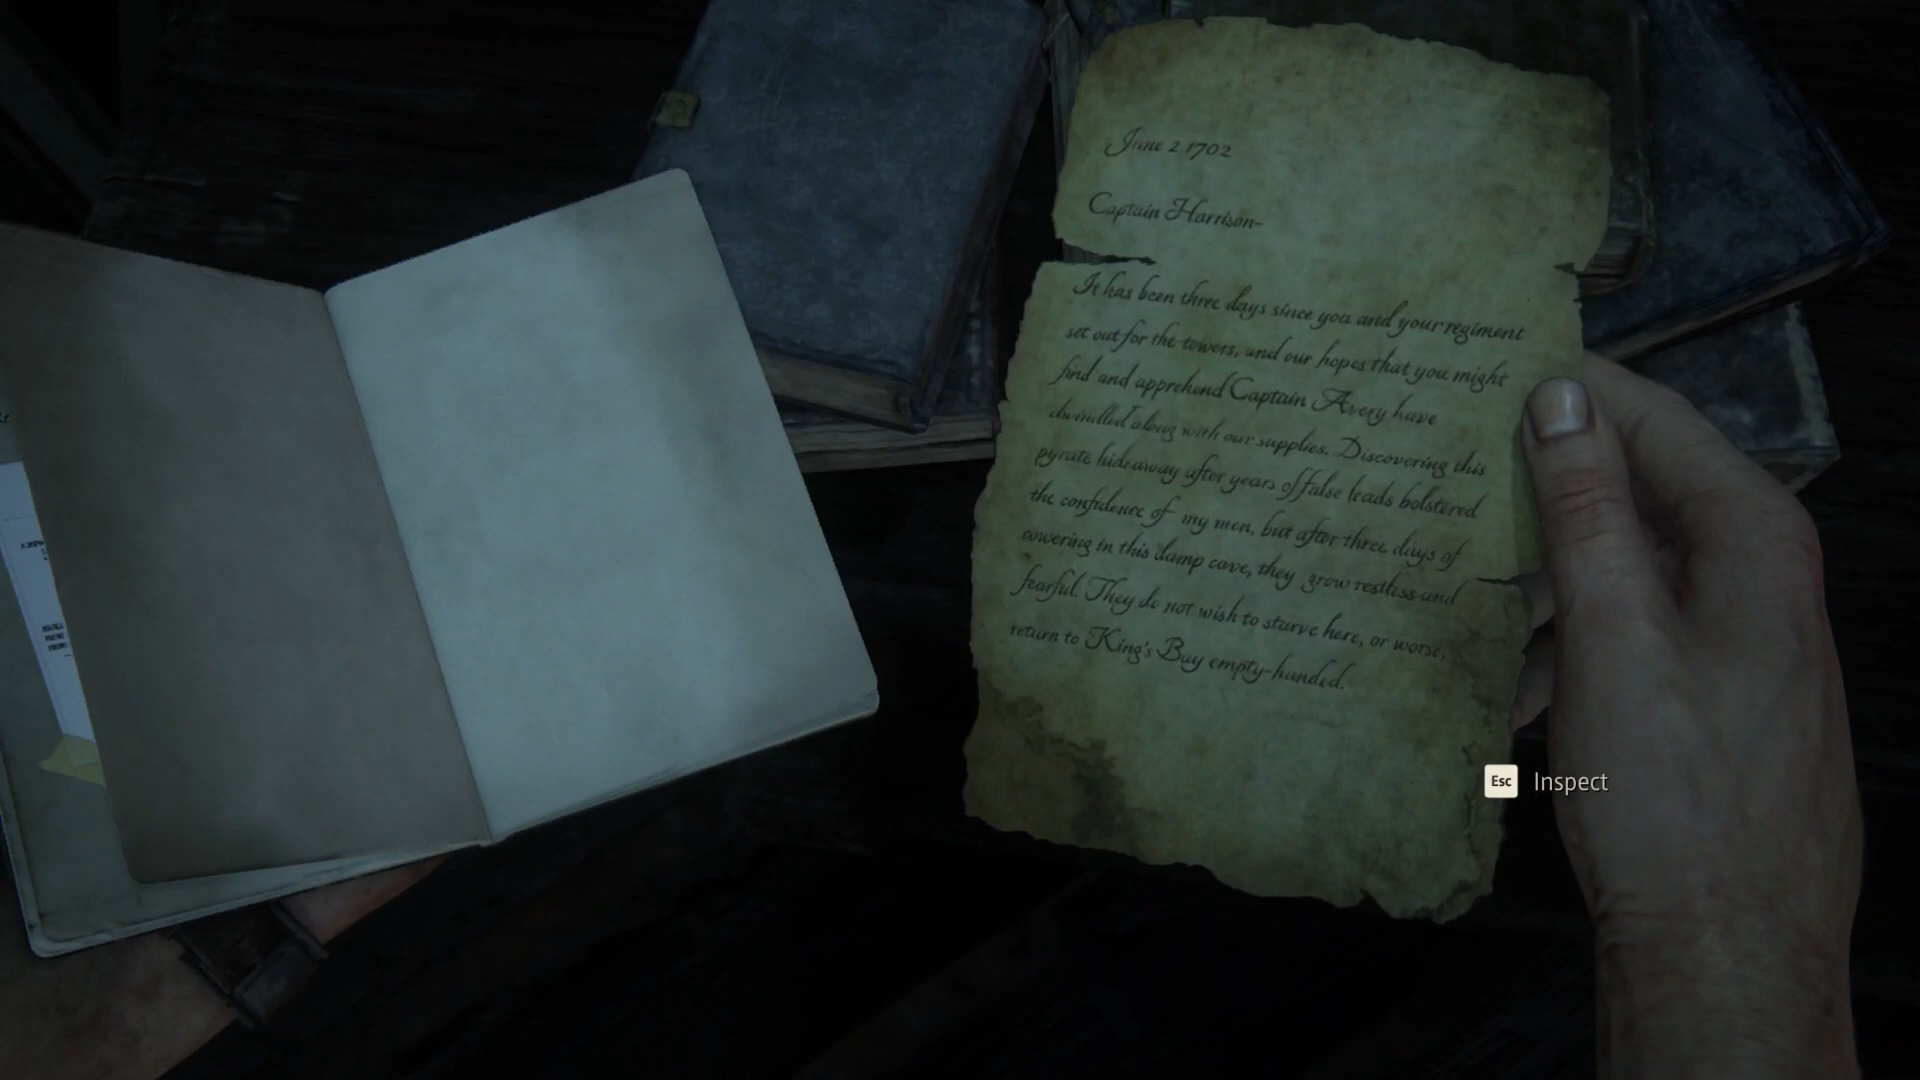 June 2 1702
Captain Harrison-
It has been three days since you and your regiment
set out for the towers, and our hopes that you might
find and apprehend Captain Avery have
dwindled along with our supplies. Discovering this
pyrate hideaway after years of false leads bolstered
the confidence of my men, but after three days of
cowering in this damp cave, they grow restless and
fearful. They do not wish to starve here, or worse,
return to King's Bay empty-handed.
Esc Inspect